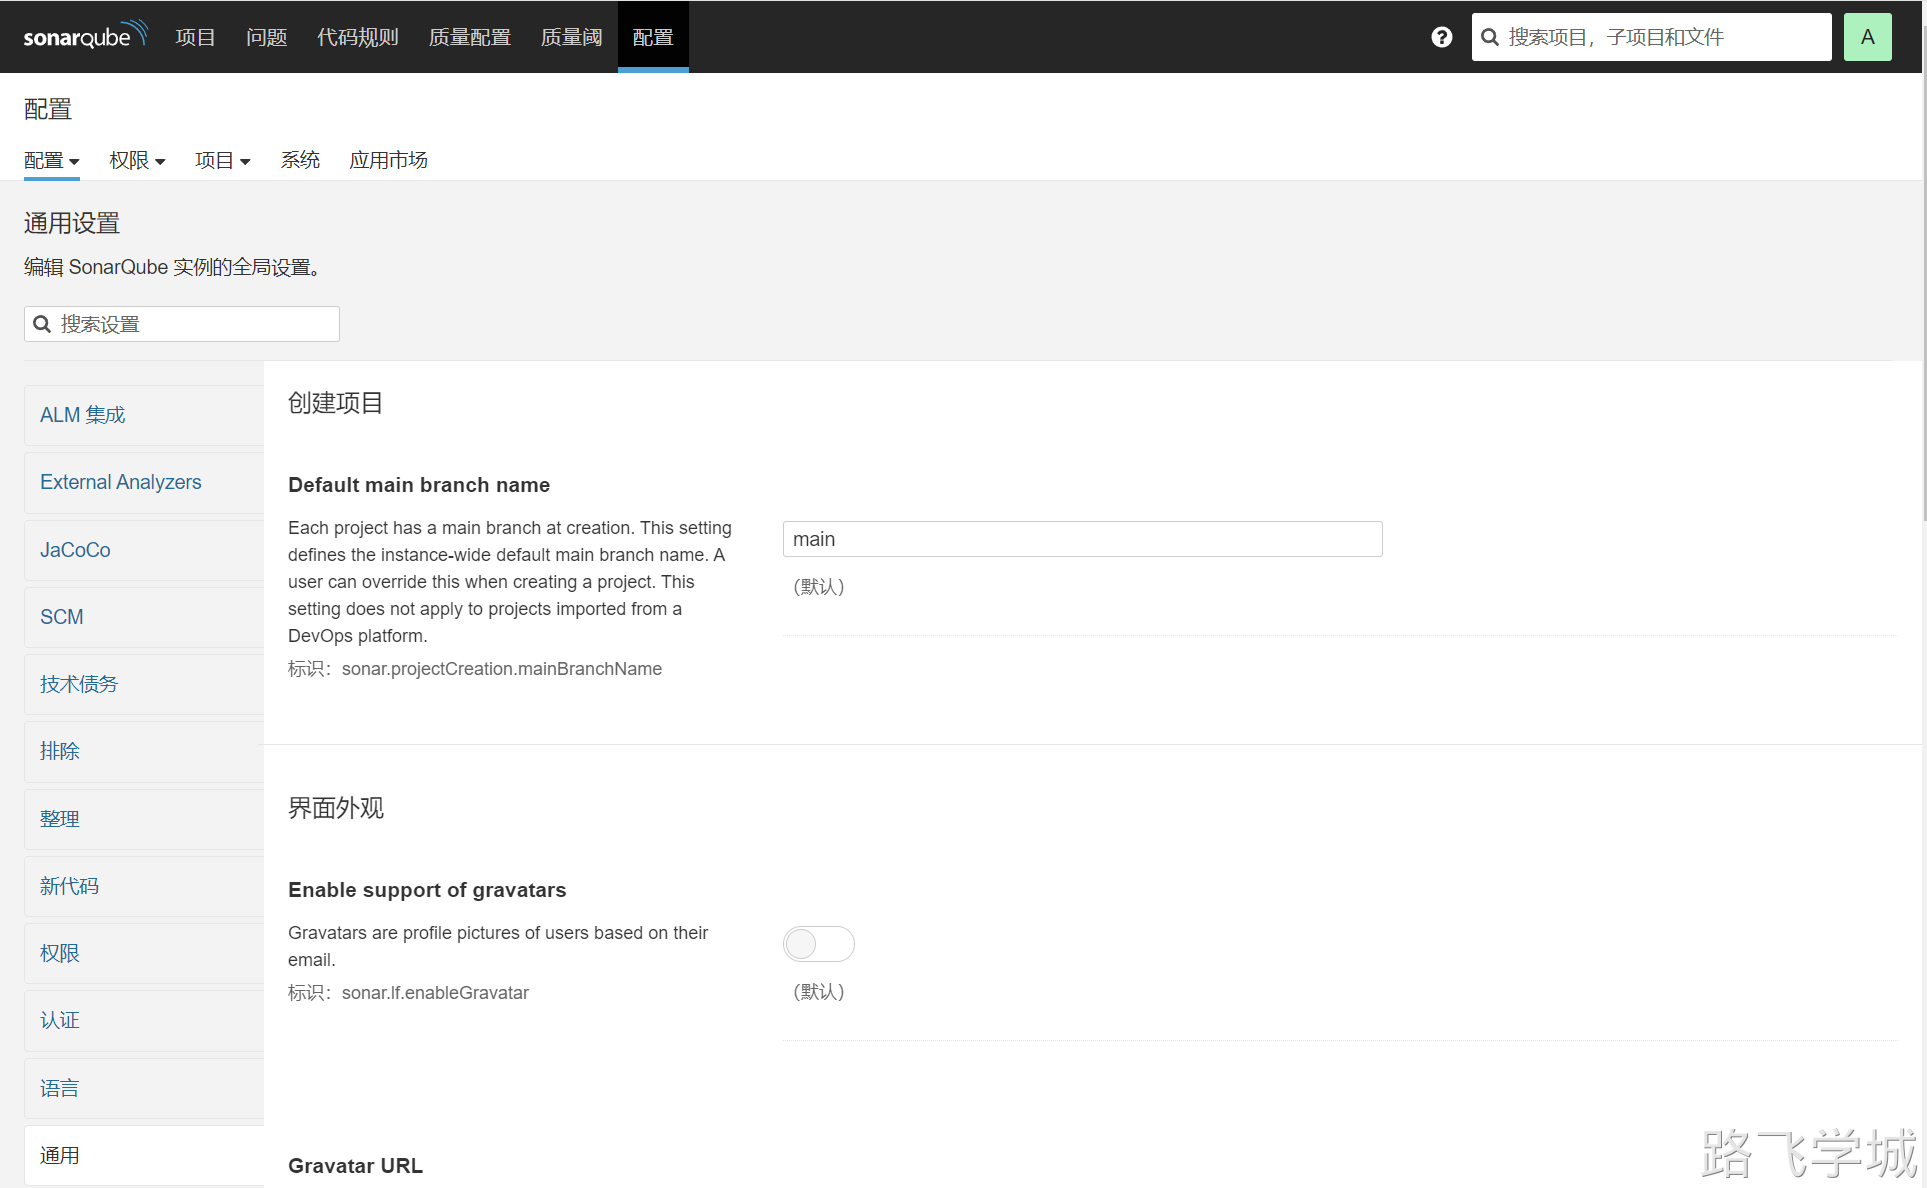 sonarqube 项目 问题 代码规则 质量配置 质量阈 配置 搜索项目，子项目和文件 A
配置
配置 权限 项目 系统 应用市场
通用设置
编辑 SonarQube 实例的全局设置。
搜索设置
ALM 集成
External Analyzers
JaCoCo
SCM
技术债务
排除
整理
新代码
权限
认证
语言
通用
创建项目
Default main branch name
Each project has a main branch at creation. This setting
defines the instance-wide default main branch name. A
user can override this when creating a project. This
setting does not apply to projects imported from a
DevOps platform.
标识：sonar.projectCreation.mainBranchName
main
（默认）
界面外观
Enable support of gravatars
Gravatars are profile pictures of users based on their
email.
标识：sonar.lf.enableGravatar
（默认）
Gravatar URL
路飞学城